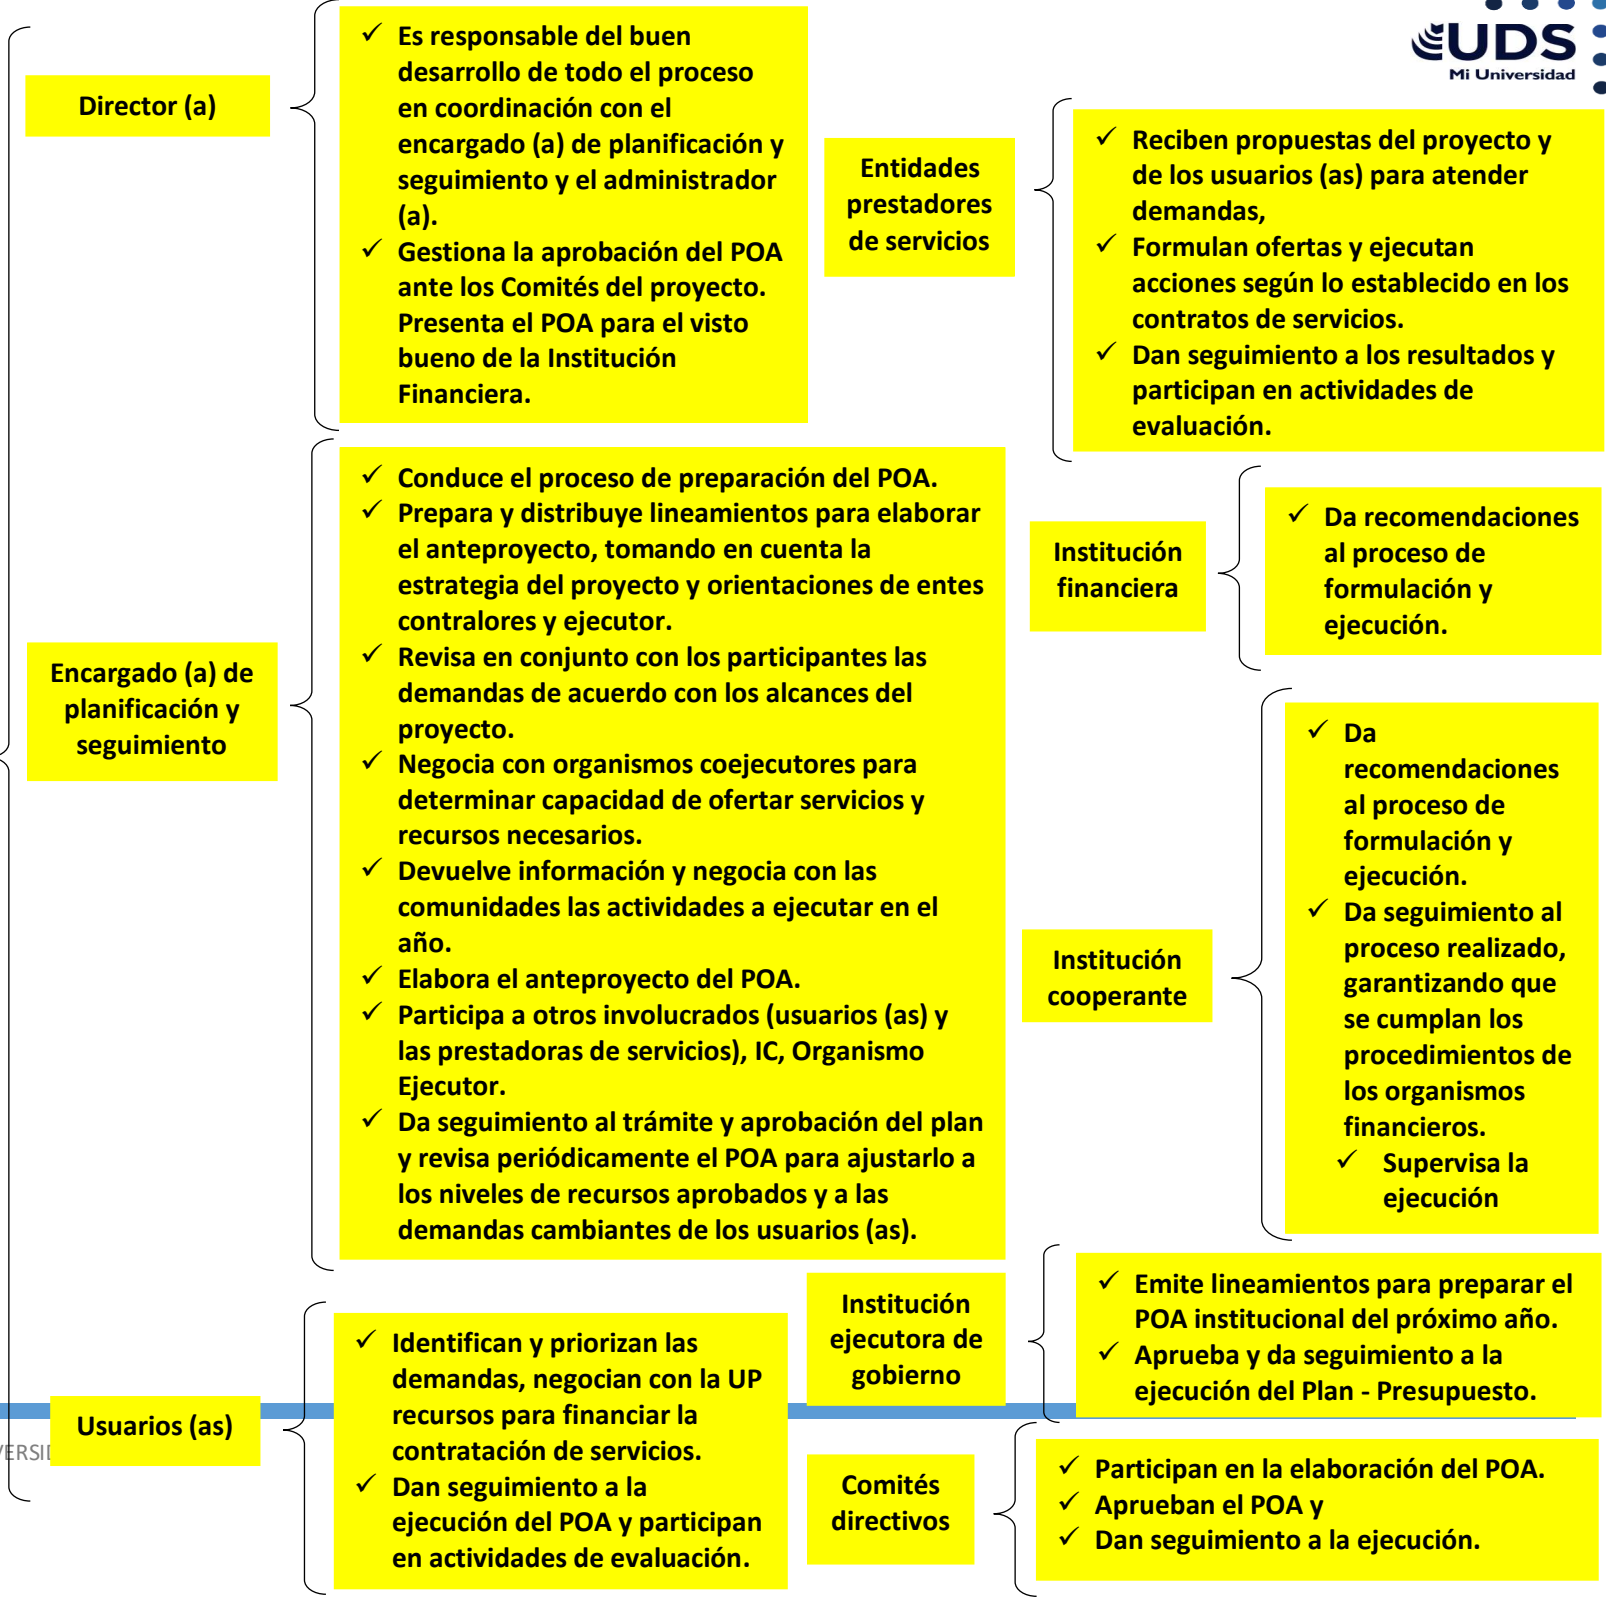 UDS
Mi Universidad
Director (a)
✓ Es responsable del buen
desarrollo de todo el proceso
en coordinación con el
encargado (a) de planificación y
seguimiento y el administrador
(a).
✓ Gestiona la aprobación del POA
ante los Comités del proyecto.
Presenta el POA para el visto
bueno de la Institución
Financiera.
Encargado (a) de
planificación y
seguimiento
✓ Conduce el proceso de preparación del POA.
✓ Prepara y distribuye lineamientos para elaborar
el anteproyecto, tomando en cuenta la
estrategia del proyecto y orientaciones de entes
contralores y ejecutor.
✓ Revisa en conjunto con los participantes las
demandas de acuerdo con los alcances del
proyecto.
✓ Negocia con organismos coejecutores para
determinar capacidad de ofertar servicios y
recursos necesarios.
✓ Devuelve información y negocia con las
comunidades las actividades a ejecutar en el
año.
✓ Elabora el anteproyecto del POA.
✓ Participa a otros involucrados (usuarios (as) y
las prestadoras de servicios), IC, Organismo
Ejecutor.
✓ Da seguimiento al trámite y aprobación del plan
y revisa periódicamente el POA para ajustarlo a
los niveles de recursos aprobados y a las
demandas cambiantes de los usuarios (as).
Usuarios (as)
✓ Identifican y priorizan las
demandas, negocian con la UP
recursos para financiar la
contratación de servicios.
✓ Dan seguimiento a la
ejecución del POA y participan
en actividades de evaluación.
Entidades
prestadores
de servicios
✓ Reciben propuestas del proyecto y
de los usuarios (as) para atender
demandas,
✓ Formulan ofertas y ejecutan
acciones según lo establecido en los
contratos de servicios.
✓ Dan seguimiento a los resultados y
participan en actividades de
evaluación.
Institución
financiera
✓ Da recomendaciones
al proceso de
formulación y
ejecución.
Institución
cooperante
✓ Da
recomendaciones
al proceso de
formulación y
ejecución.
✓ Da seguimiento al
proceso realizado,
garantizando que
se cumplan los
procedimientos de
los organismos
financieros.
✓ Supervisa la
ejecución
Institución
ejecutora de
gobierno
✓ Emite lineamientos para preparar el
POA institucional del próximo año.
✓ Aprueba y da seguimiento a la
ejecución del Plan - Presupuesto.
Comités
directivos
✓ Participan en la elaboración del POA.
✓ Aprueban el POA y
✓ Dan seguimiento a la ejecución.